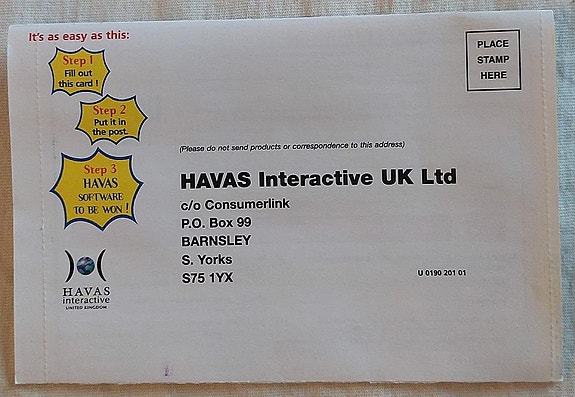 It's as easy as this:
Step 1
Fill out
this card !
Step 2
Put it in
the post.
Step 3
HAVAS
SOFTWARE
TO BE WON !
PLACE
STAMP
HERE
(Please do not send products or correspondence to this address)
HAVAS Interactive UK Ltd
c/o Consumerlink
P.O. Box 99
BARNSLEY
S. Yorks
S75 1YX
U 0190 201 01
HAVAS
interactive
UNITED KINGDOM